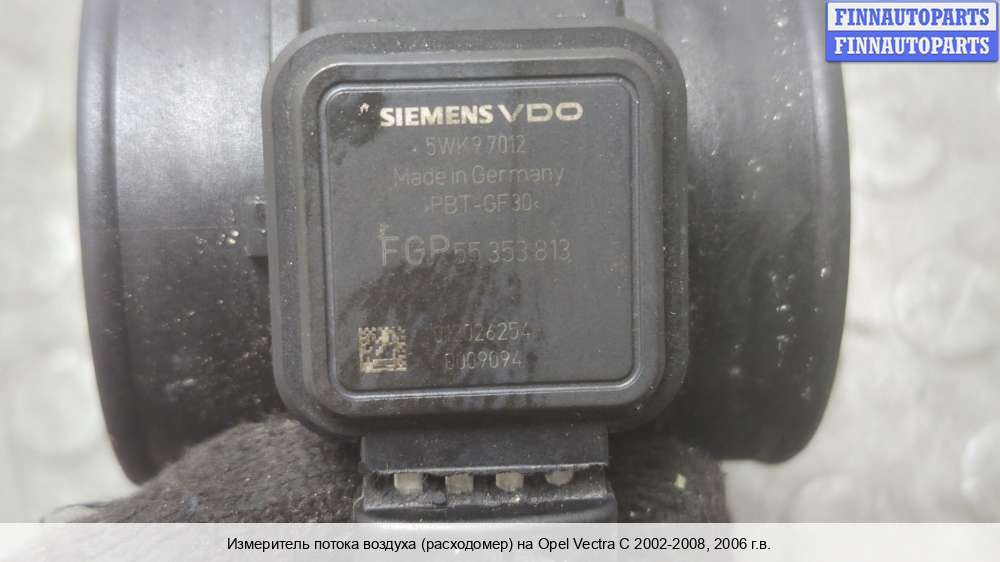 FINNAUTOPARTS
FINNAUTOPARTS
SIEMENS VDO
5WK9 7012
Made in Germany
>PBT-GF30<
55 353 813
0009094
Измеритель потока воздуха (расходомер) на Opel Vectra C 2002-2008, 2006 г.в.